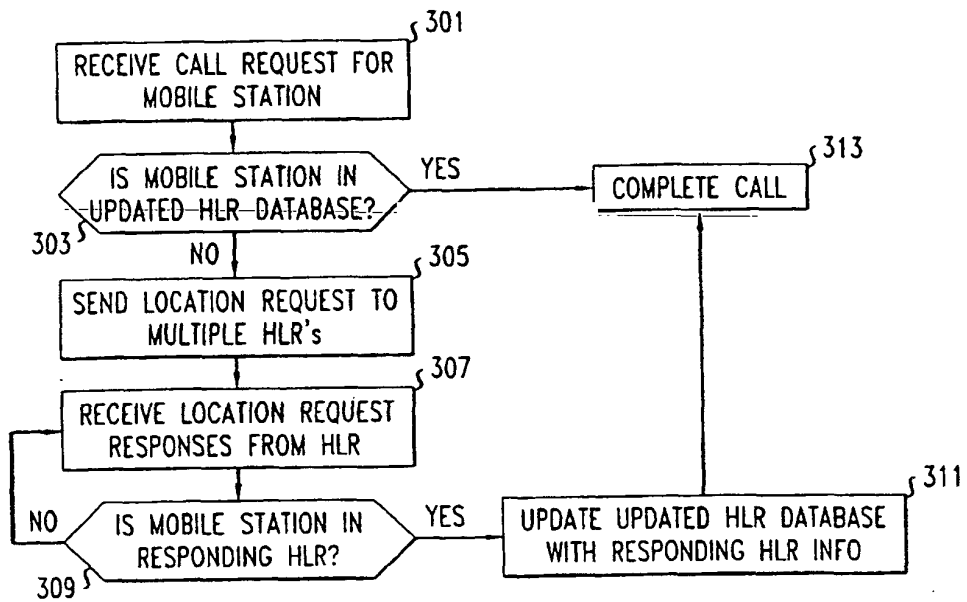 301
RECEIVE CALL REQUEST FOR
MOBILE STATION
IS MOBILE STATION IN
UPDATED HLR DATABASE?
303
YES
NO
313
COMPLETE CALL
305
SEND LOCATION REQUEST TO
MULTIPLE HLR's
307
RECEIVE LOCATION REQUEST
RESPONSES FROM HLR
IS MOBILE STATION IN
RESPONDING HLR?
309
NO
YES
311
UPDATE UPDATED HLR DATABASE
WITH RESPONDING HLR INFO